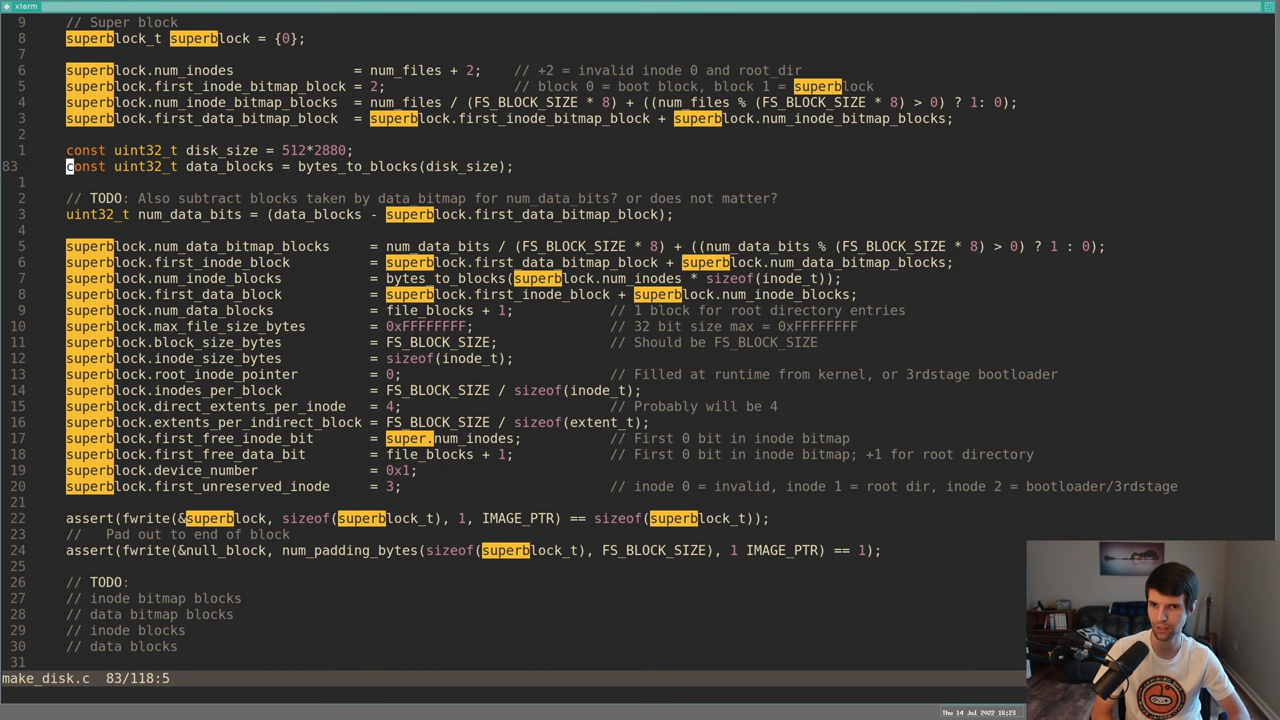 xterm
9 // Super block
8 superblock_t superblock = {0};
7
6 superblock.num_inodes = num_files + 2; // +2 = invalid inode 0 and root_dir
5 superblock.first_inode_bitmap_block = 2; // block 0 = boot block, block 1 = superblock
4 superblock.num_inode_bitmap_blocks = num_files / (FS_BLOCK_SIZE * 8) + ((num_files % (FS_BLOCK_SIZE * 8) > 0) ? 1: 0);
3 superblock.first_data_bitmap_block = superblock.first_inode_bitmap_block + superblock.num_inode_bitmap_blocks;
2
1 const uint32_t disk_size = 512*2880;
83 const uint32_t data_blocks = bytes_to_blocks(disk_size);
1
2 // TODO: Also subtract blocks taken by data_bitmap for num_data_bits? or does not matter?
3 uint32_t num_data_bits = (data_blocks - superblock.first_data_bitmap_block);
4
5 superblock.num_data_bitmap_blocks = num_data_bits / (FS_BLOCK_SIZE * 8) + ((num_data_bits % (FS_BLOCK_SIZE * 8) > 0) ? 1 : 0);
6 superblock.first_inode_block = superblock.first_data_bitmap_block + superblock.num_data_bitmap_blocks;
7 superblock.num_inode_blocks = bytes_to_blocks(superblock.num_inodes * sizeof(inode_t));
8 superblock.first_data_block = superblock.first_inode_block + superblock.num_inode_blocks;
9 superblock.num_data_blocks = file_blocks + 1; // 1 block for root directory entries
10 superblock.max_file_size_bytes = 0xFFFFFFFF; // 32 bit size max = 0xFFFFFFFF
11 superblock.block_size_bytes = FS_BLOCK_SIZE; // Should be FS_BLOCK_SIZE
12 superblock.inode_size_bytes = sizeof(inode_t);
13 superblock.root_inode_pointer = 0; // Filled at runtime from kernel, or 3rdstage bootloader
14 superblock.inodes_per_block = FS_BLOCK_SIZE / sizeof(inode_t);
15 superblock.direct_extents_per_inode = 4; // Probably will be 4
16 superblock.extents_per_indirect_block = FS_BLOCK_SIZE / sizeof(extent_t);
17 superblock.first_free_inode_bit = super.num_inodes; // First 0 bit in inode bitmap
18 superblock.first_free_data_bit = file_blocks + 1; // First 0 bit in inode bitmap; +1 for root directory
19 superblock.device_number = 0x1;
20 superblock.first_unreserved_inode = 3; // inode 0 = invalid, inode 1 = root dir, inode 2 = bootloader/3rdstage
21
22 assert(fwrite(&superblock, sizeof(superblock_t), 1, IMAGE_PTR) == sizeof(superblock_t));
23 // Pad out to end of block
24 assert(fwrite(&null_block, num_padding_bytes(sizeof(superblock_t), FS_BLOCK_SIZE), 1 IMAGE_PTR) == 1);
25
26 // TODO:
27 // inode bitmap blocks
28 // data bitmap blocks
29 // inode blocks
30 // data blocks
31
make_disk.c 83/118:5
Thu 14 Jul 2022 16:23